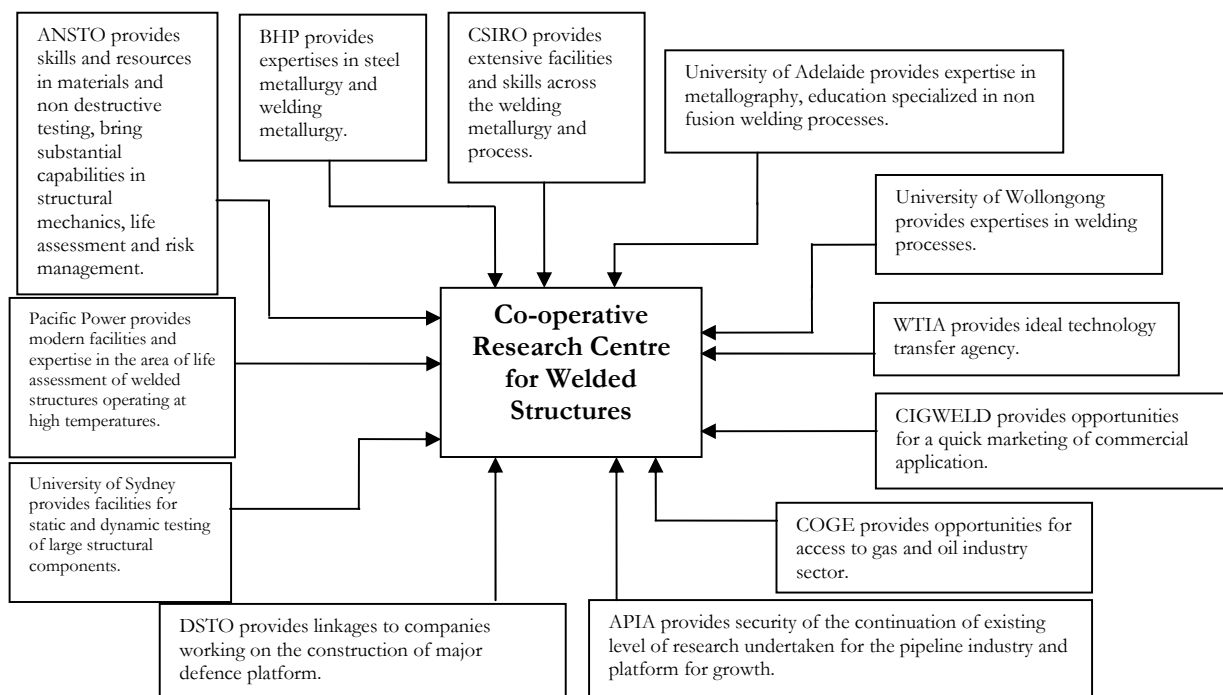 ANSTO provides
skills and resources
in materials and
non destructive
testing, bring
substantial
capabilities in
structural
mechanics, life
assessment and risk
management.
BHP provides
expertises in steel
metallurgy and
welding
metallurgy.
CSIRO provides
extensive facilities
and skills across
the welding
metallurgy and
process.
University of Adelaide provides expertise in
metallography, education specialized in non
fusion welding processes.
University of Wollongong
provides expertises in welding
processes.
Co-operative
Research Centre
for Welded
Structures
Pacific Power provides
modern facilities and
expertise in the area of life
assessment of welded
structures operating at
high temperatures.
WTIA provides ideal technology
transfer agency.
CIGWELD provides opportunities
for a quick marketing of commercial
application.
University of Sydney
provides facilities for
static and dynamic testing
of large structural
components.
COGE provides opportunities for
access to gas and oil industry
sector.
DSTO provides linkages to companies
working on the construction of major
defence platform.
APIA provides security of the continuation of existing
level of research undertaken for the pipeline industry and
platform for growth.